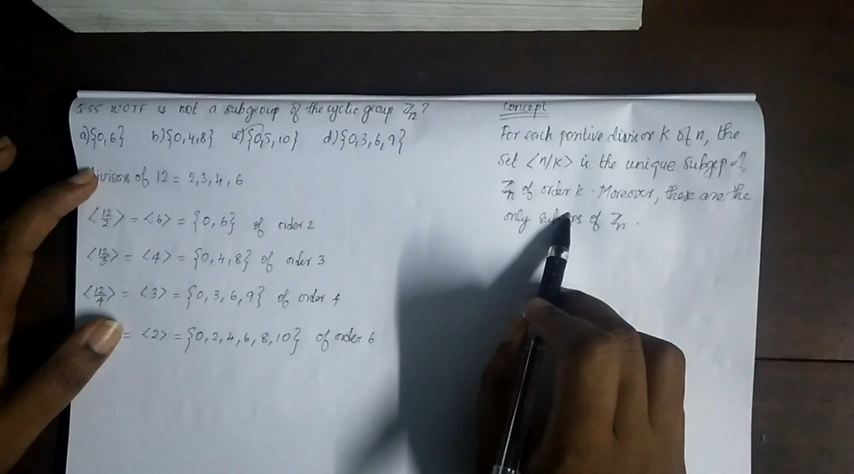 5.55 WOTF is not a subgroup of the cyclic group Zn?
a) {0,6} b) {0,4,8} c) {0,5,10} d) {0,3,6,9}
divisors of 12 = 2,3,4,6
<12/2> = <6> = {0,6} of order 2
<12/3> = <4> = {0,4,8} of order 3
<12/4> = <3> = {0,3,6,9} of order 4
= <2> = {0,2,4,6,8,10} of order 6
Concept
For each positive divisor K of n, the
set <n/K> is the unique subgrp of
Zn of order K. Moreover, these are the
only of Zn.